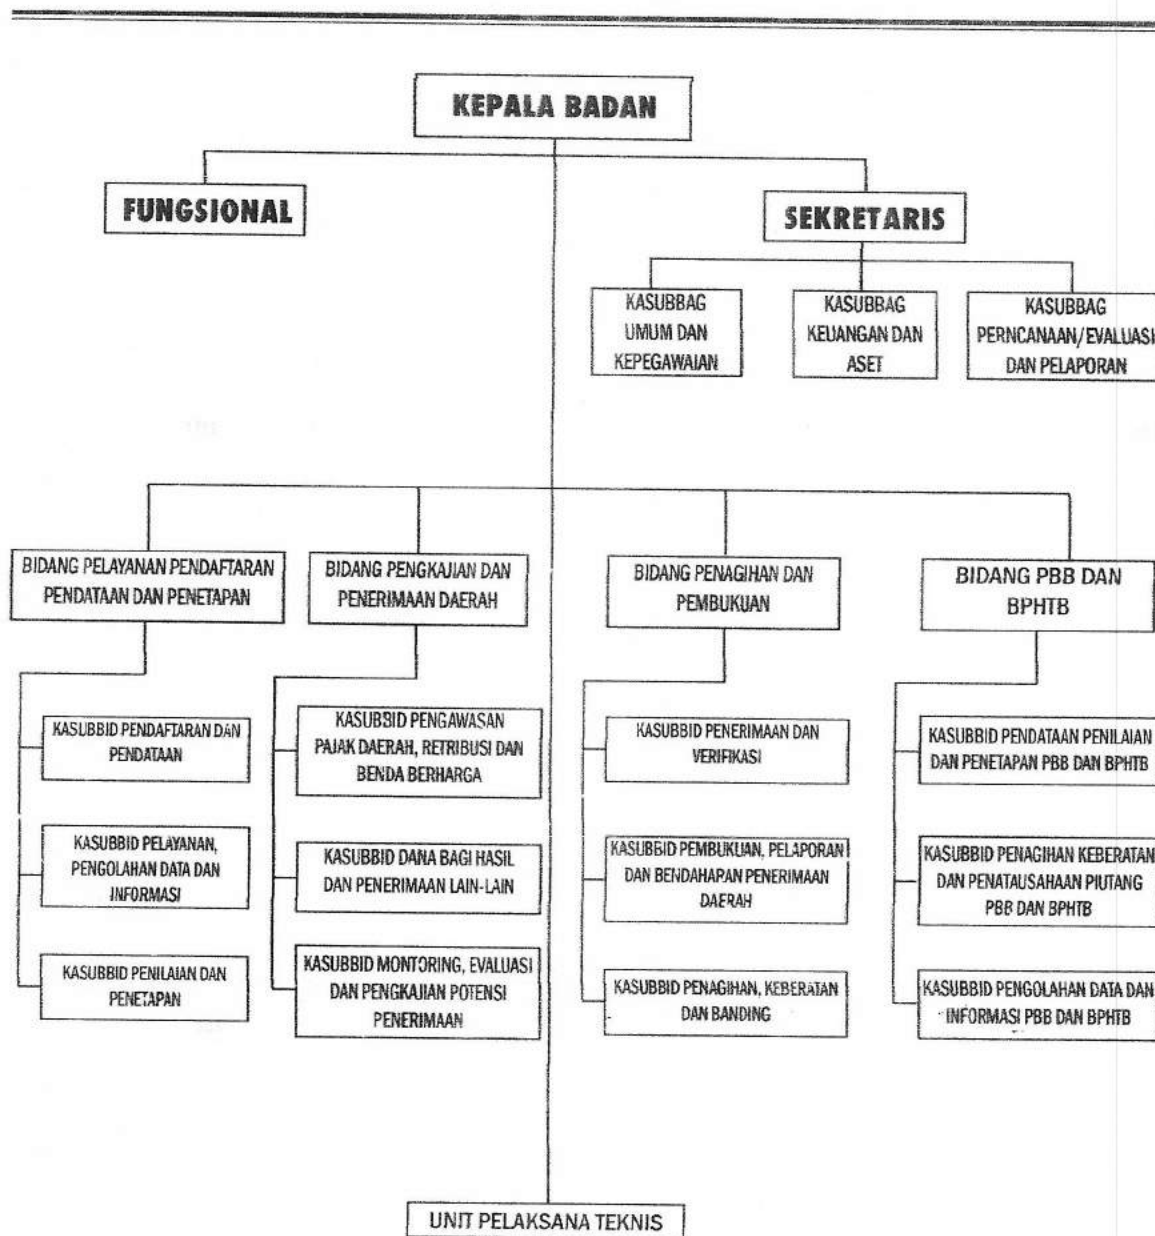 KEPALA BADAN
FUNGSIONAL
SEKRETARIS
KASUBBAG
UMUM DAN
KEPEGAWAIAN
KASUBBAG
KEUANGAN DAN
ASET
KASUBBAG
PERNCANAAN/EVALUASI
DAN PELAPORAN
BIDANG PELAYANAN PENDAFTARAN
PENDATAAN DAN PENETAPAN
BIDANG PENGKAJIAN DAN
PENERIMAAN DAERAH
BIDANG PENAGIHAN DAN
PEMBUKUAN
BIDANG PBB DAN
BPHTB
KASUBBID PENDAFTARAN DAN
PENDATAAN
KASUBBID PELAYANAN,
PENGOLAHAN DATA DAN
INFORMASI
KASUBBID PENILAIAN DAN
PENETAPAN
KASUBBID PENGAWASAN
PAJAK DAERAH, RETRIBUSI DAN
BENDA BERHARGA
KASUBBID DANA BAGI HASIL
DAN PENERIMAAN LAIN-LAIN
KASUBBID MONTORING, EVALUASI
DAN PENGKAJIAN POTENSI
PENERIMAAN
KASUBBID PENERIMAAN DAN
VERIFIKASI
KASUBBID PEMBUKUAN, PELAPORAN
DAN BENDAHARAN PENERIMAAN
DAERAH
KASUBBID PENAGIHAN, KEBERATAN
DAN BANDING
KASUBBID PENDATAAN PENILAIAN
DAN PENETAPAN PBB DAN BPHTB
KASUBBID PENAGIHAN KEBERATAN
DAN PENATAUSAHAAN PIUTANG
PBB DAN BPHTB
KASUBBID PENGOLAHAN DATA DAN
INFORMASI PBB DAN BPHTB
UNIT PELAKSANA TEKNIS